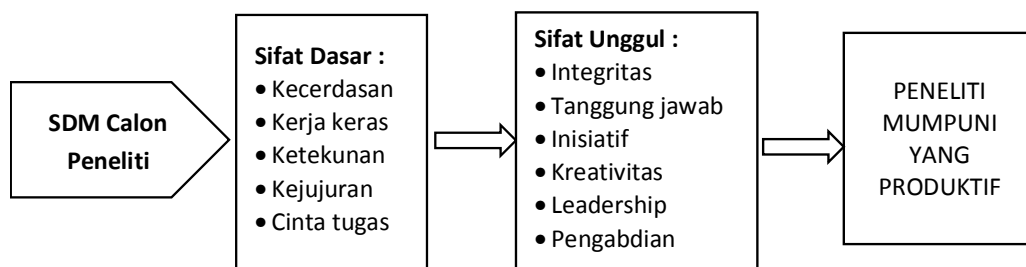 SDM Calon
Peneliti
Sifat Dasar :
• Kecerdasan
• Kerja keras
• Ketekunan
• Kejujuran
• Cinta tugas
Sifat Unggul :
• Integritas
• Tanggung jawab
• Inisiatif
• Kreativitas
• Leadership
• Pengabdian
PENELITI
MUMPUNI
YANG
PRODUKTIF